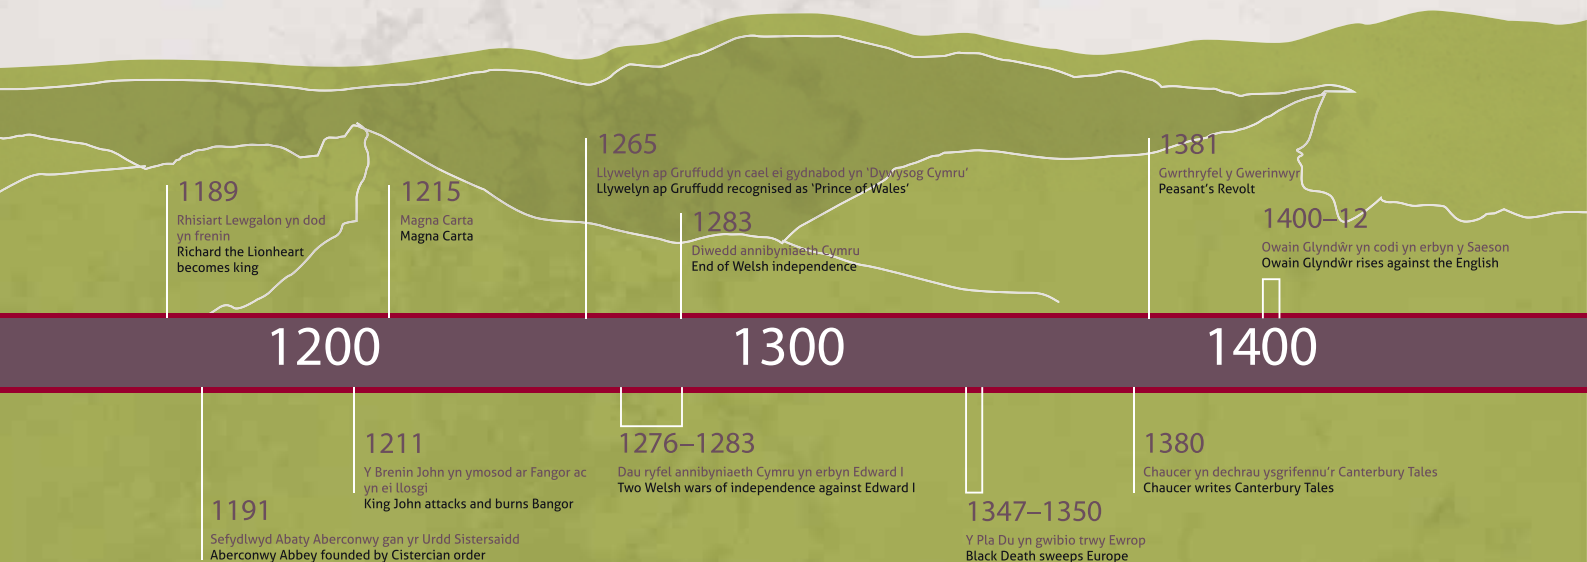 1265
Llywelyn ap Gruffudd yn cael ei gydnabod yn ‘Dywysog Cymru’
Llywelyn ap Gruffudd recognised as ‘Prince of Wales’
1381
Gwrthryfel y Gwerinwyr
Peasant’s Revolt
1189
Rhisiart Lewgalon yn dod
yn frenin
Richard the Lionheart
becomes king
1215
Magna Carta
Magna Carta
1283
Diwedd annibyniaeth Cymru
End of Welsh independence
1400–12
Owain Glyndŵr yn codi yn erbyn y Saeson
Owain Glyndŵr rises against the English
1200
1300
1400
1211
Y Brenin John yn ymosod ar Fangor ac
yn ei llosgi
King John attacks and burns Bangor
1276–1283
Dau ryfel annibyniaeth Cymru yn erbyn Edward I
Two Welsh wars of independence against Edward I
1380
Chaucer yn dechrau ysgrifennu’r Canterbury Tales
Chaucer writes Canterbury Tales
1191
Sefydlwyd Abaty Aberconwy gan yr Urdd Sistersaidd
Aberconwy Abbey founded by Cistercian order
1347–1350
Y Pla Du yn gwibio trwy Ewrop
Black Death sweeps Europe